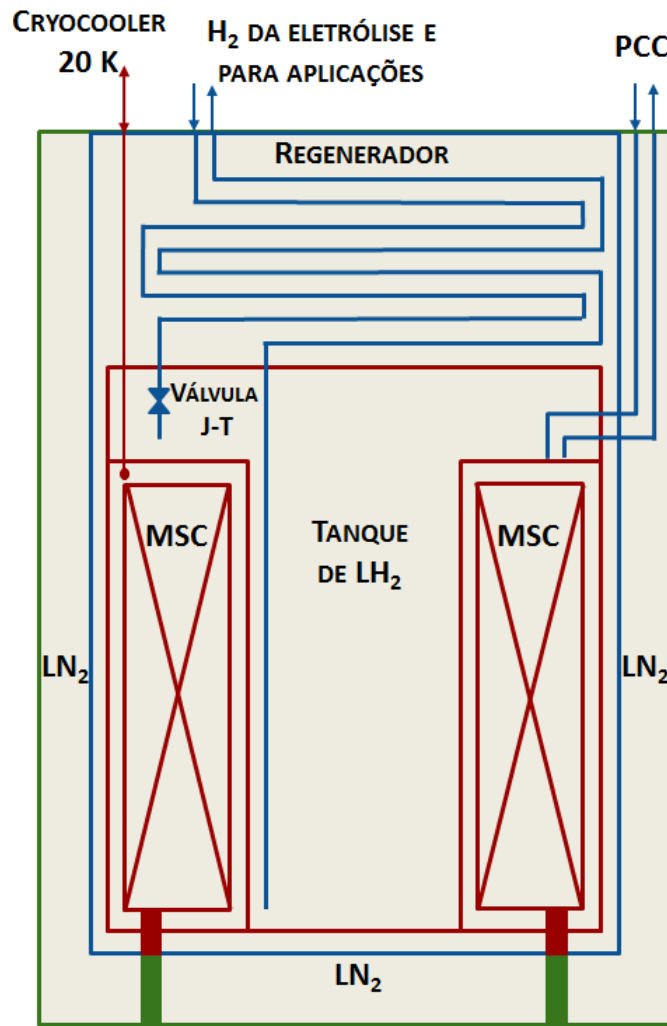 CRYOCOOLER
20 K
H₂ DA ELETRÓLISE E
PARA APLICAÇÕES
PCC
REGENERADOR
VÁLVULA
J-T
MSC
TANQUE
DE LH₂
MSC
LN₂
LN₂
LN₂